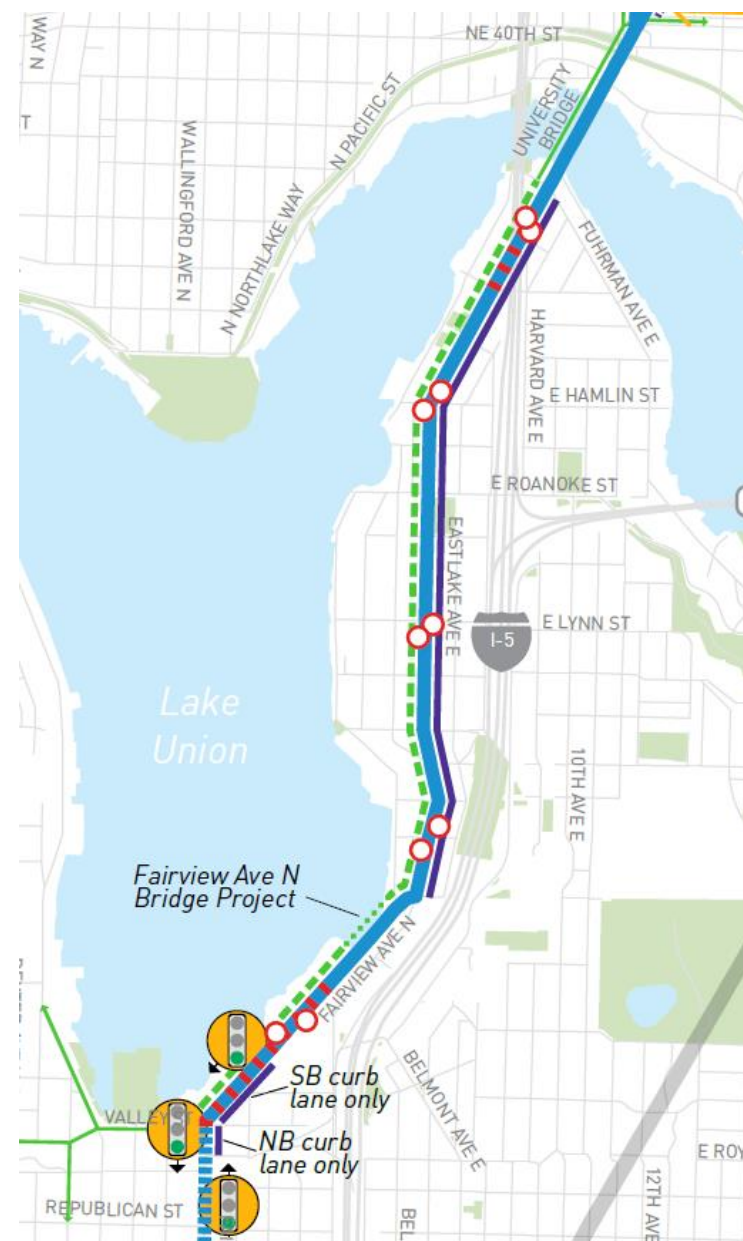 WAY N
NE 40TH ST
UNIVERSITY
BRIDGE
N PACIFIC ST
T
WALLINGFORD AVE N
N NORTHLAKE WAY
FUHRMAN AVE E
HARVARD AVE E
E HAMLIN ST
E ROANOKE ST
EASTLAKE AVE E
E LYNN ST
I-5
Lake
Union
10TH AVE E
Fairview Ave N
Bridge Project
FAIRVIEW AVE N
BELMONT AVE E
SB curb
lane only
VALLEY ST
NB curb
lane only
E ROY
REPUBLICAN ST
BEL
12TH AVE